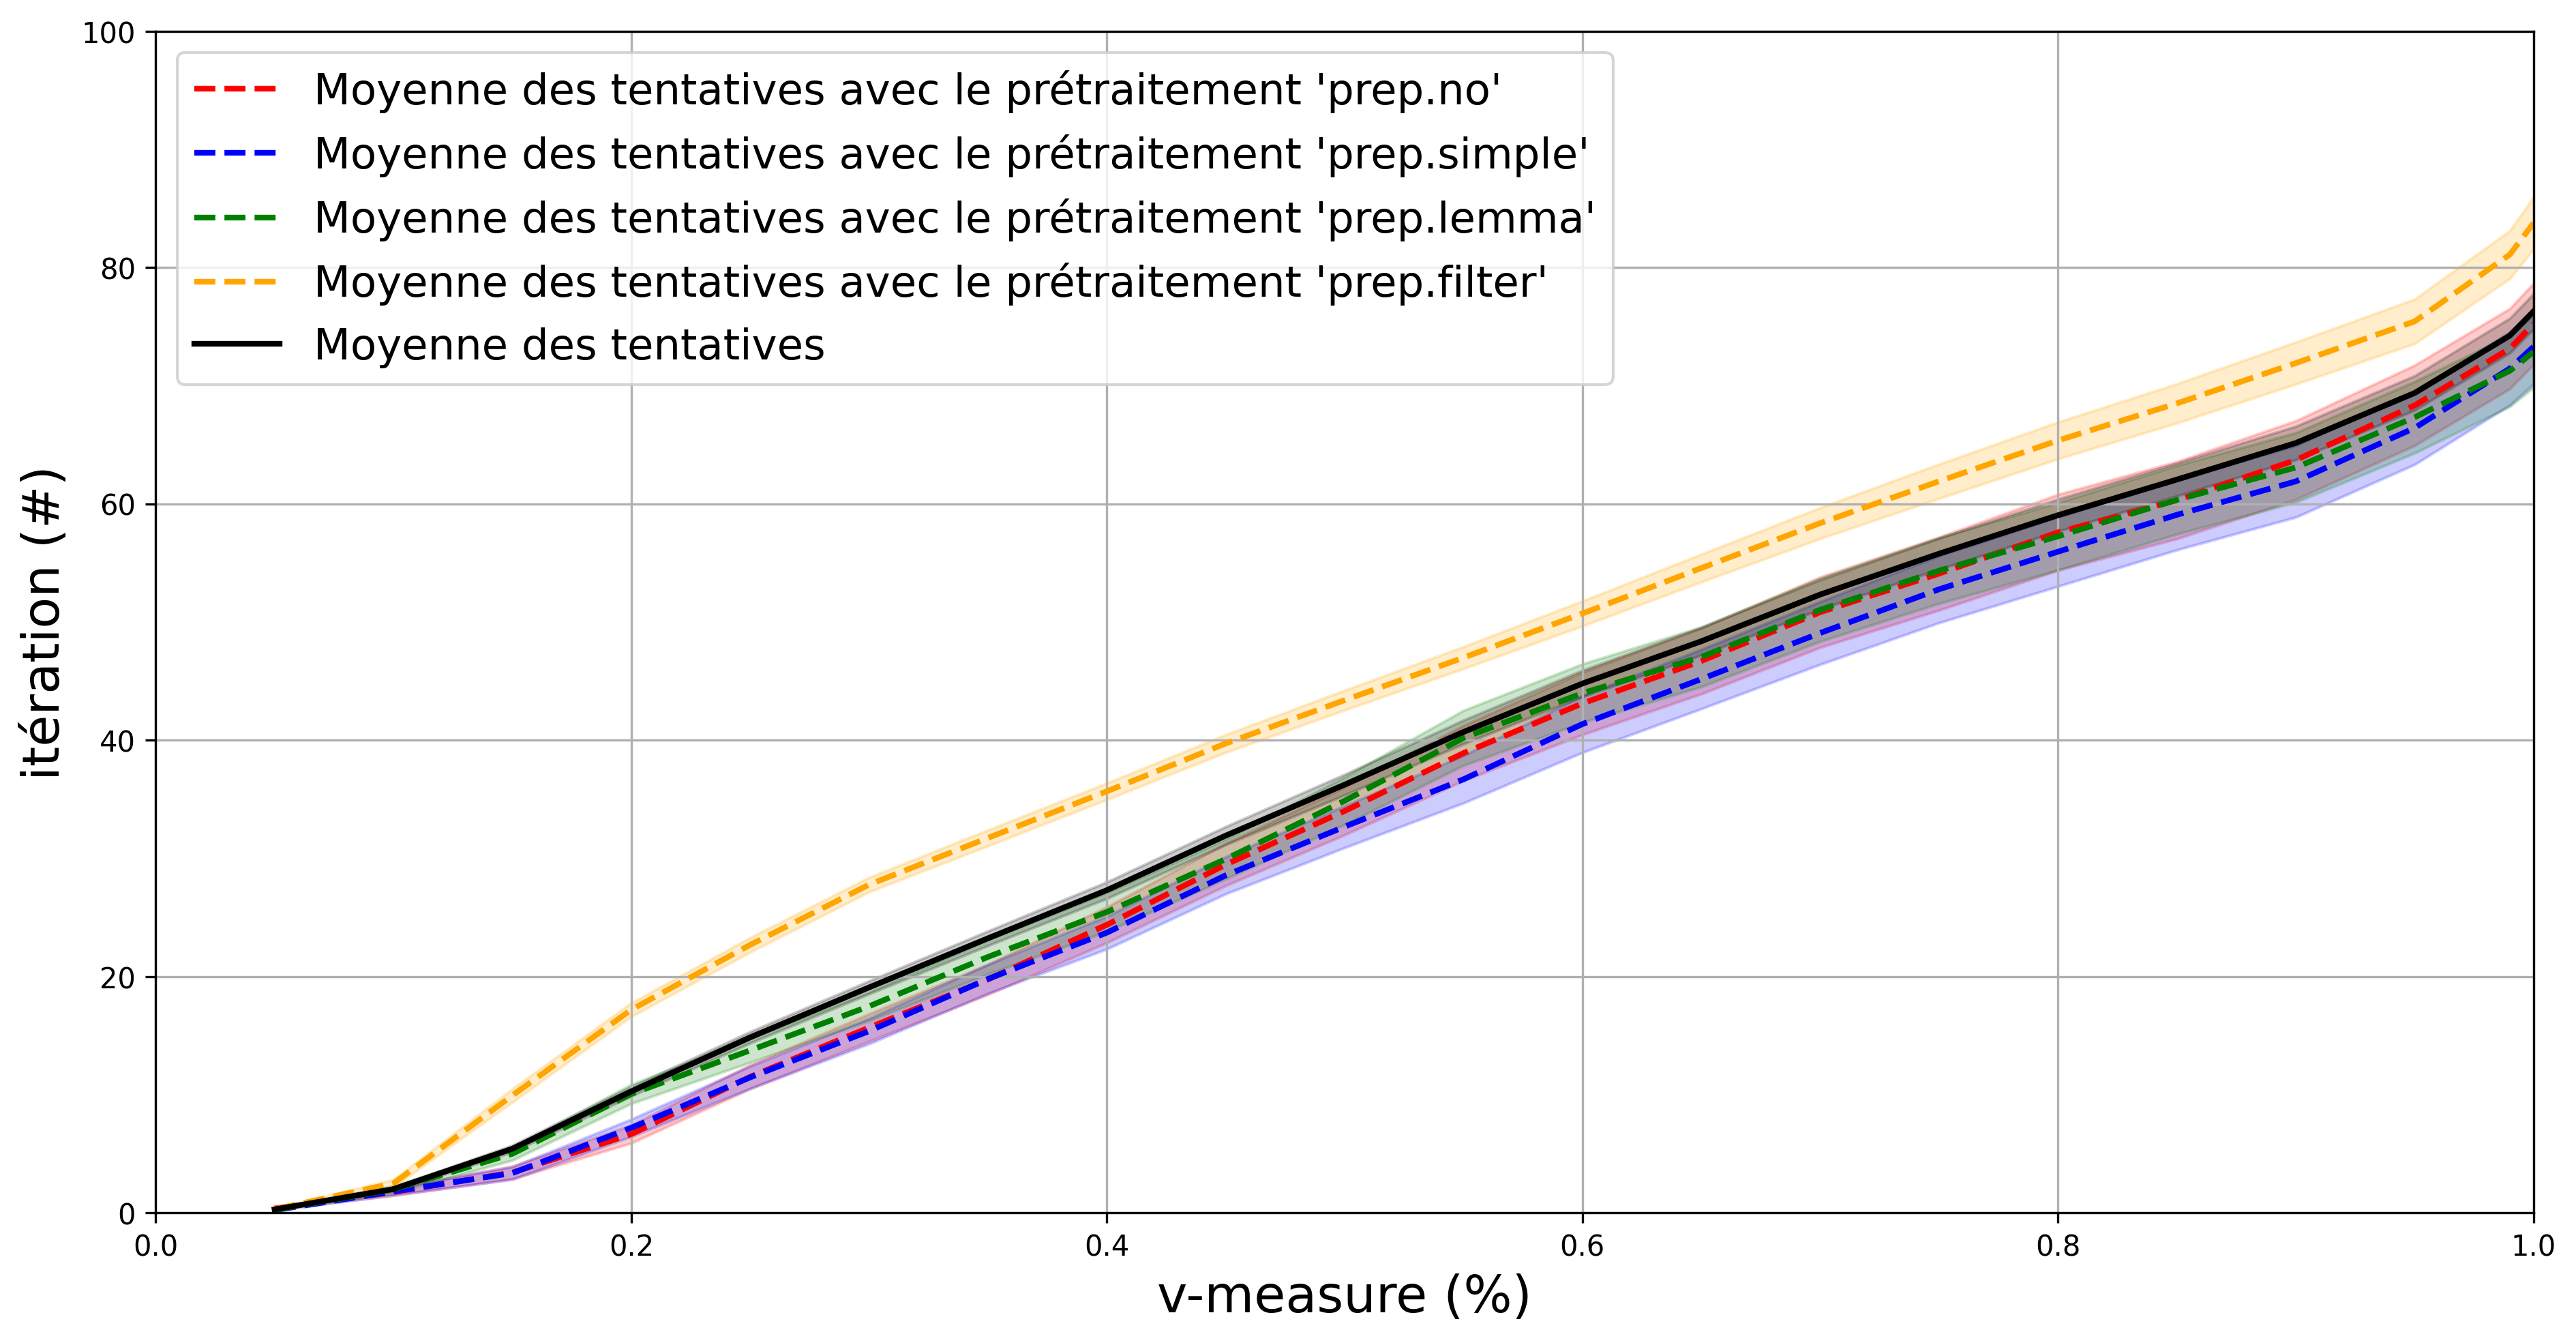 Moyenne des tentatives avec le prétraitement 'prep.no'
Moyenne des tentatives avec le prétraitement 'prep.simple'
Moyenne des tentatives avec le prétraitement 'prep.lemma'
Moyenne des tentatives avec le prétraitement 'prep.filter'
Moyenne des tentatives
itération (#)
100
80
60
40
20
0
0.0 0.2 0.4 0.6 0.8 1.0
v-measure (%)